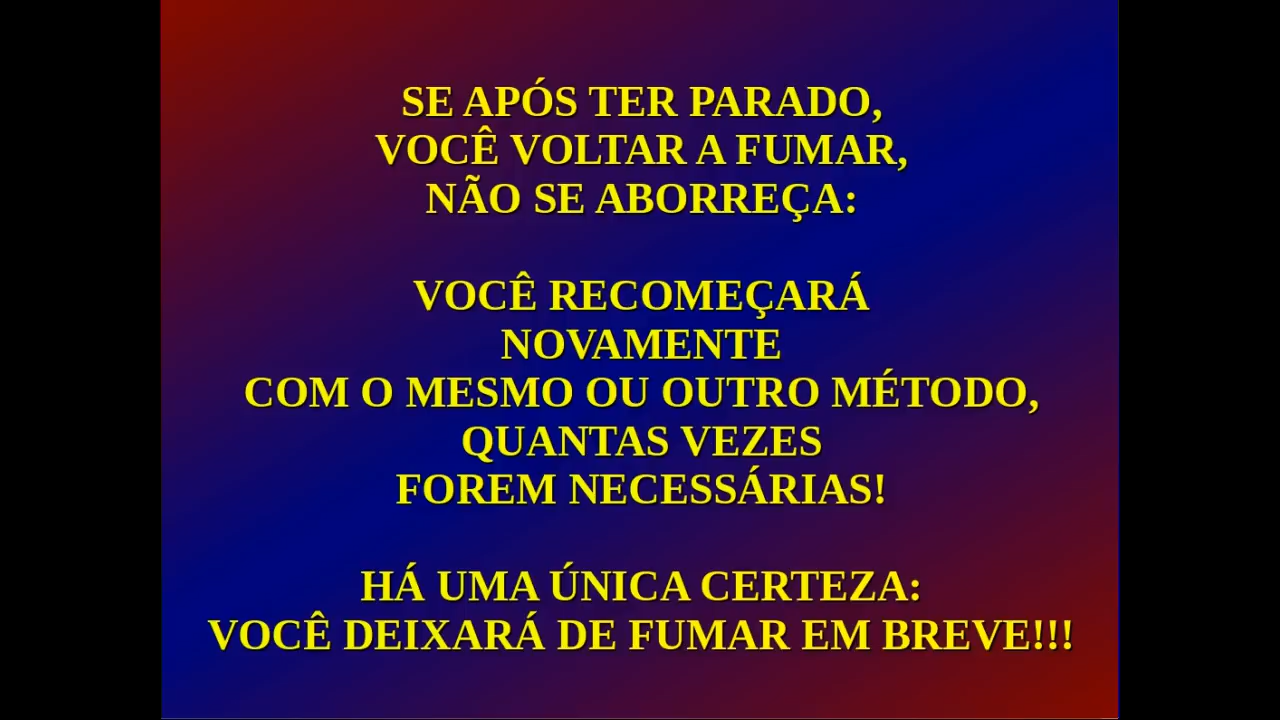 SE APÓS TER PARADO,
VOCÊ VOLTAR A FUMAR,
NÃO SE ABORREÇA:
VOCÊ RECOMEÇARÁ
NOVAMENTE
COM O MESMO OU OUTRO MÉTODO,
QUANTAS VEZES
FOREM NECESSÁRIAS!
HÁ UMA ÚNICA CERTEZA:
VOCÊ DEIXARÁ DE FUMAR EM BREVE!!!